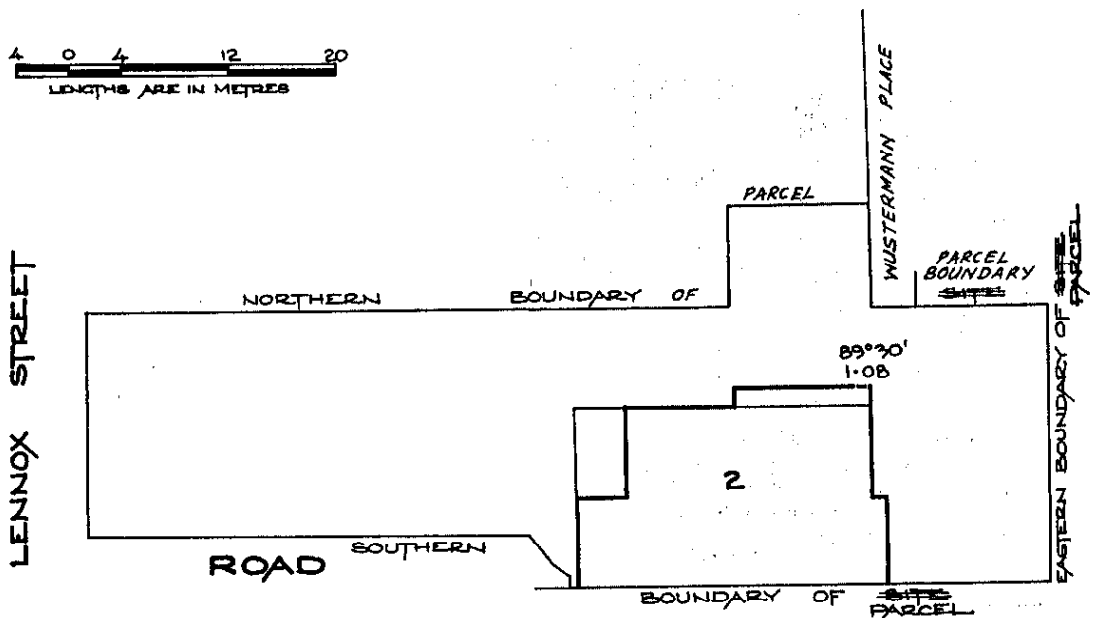 4 0 4 12 20
LENGTHS ARE IN METRES
WUSTERMANN PLACE
PARCEL
PARCEL
BOUNDARY
SITE
NORTHERN BOUNDARY OF
LENNOX STREET
EASTERN BOUNDARY OF SITE
PARCEL
89°30'
1·08
2
SOUTHERN
ROAD
BOUNDARY OF SITE
PARCEL